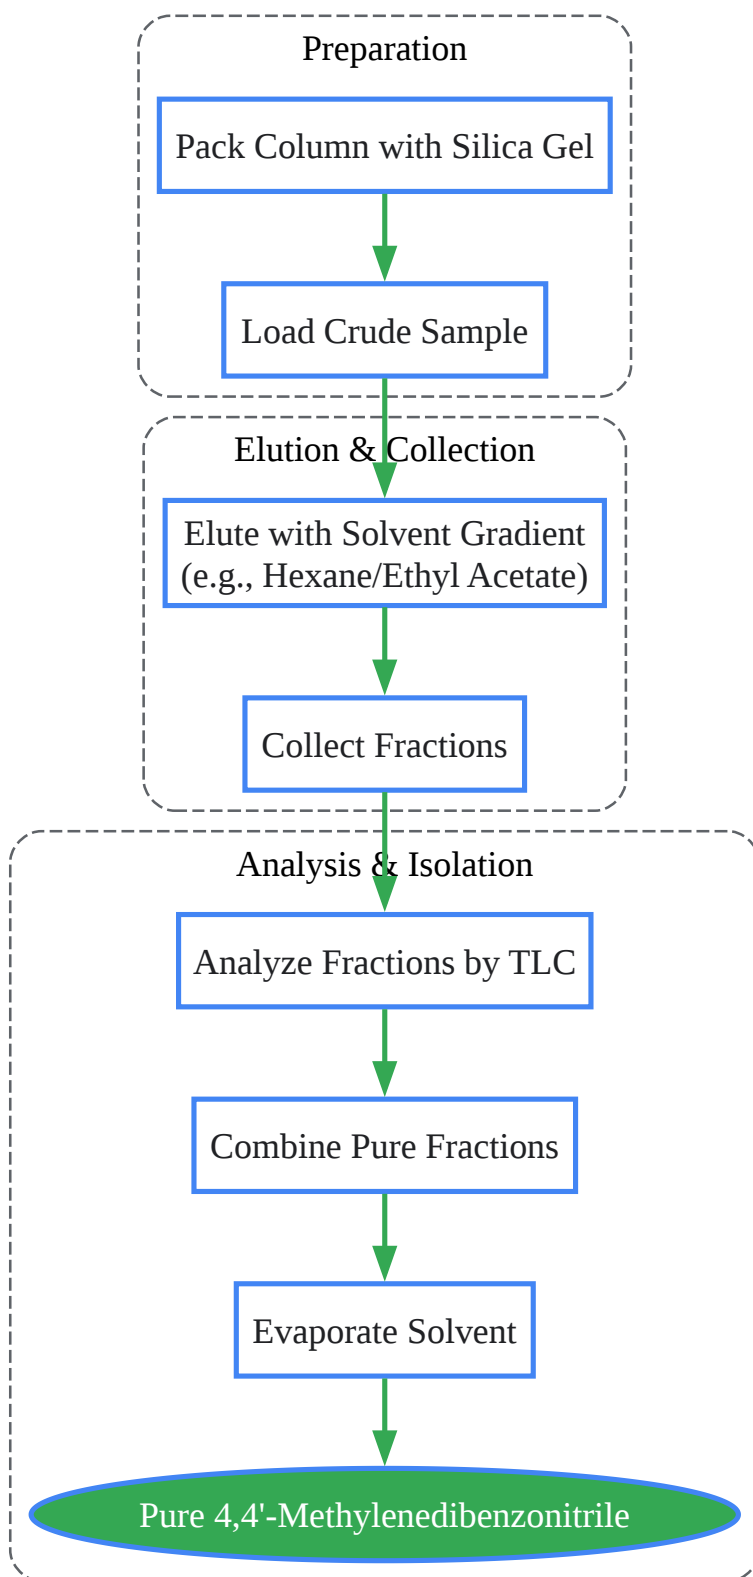 Preparation
Pack Column with Silica Gel
Load Crude Sample
Elution & Collection
Elute with Solvent Gradient
(e.g., Hexane/Ethyl Acetate)
Collect Fractions
Analysis & Isolation
Analyze Fractions by TLC
Combine Pure Fractions
Evaporate Solvent
Pure 4,4'-Methylenedibenzonitrile